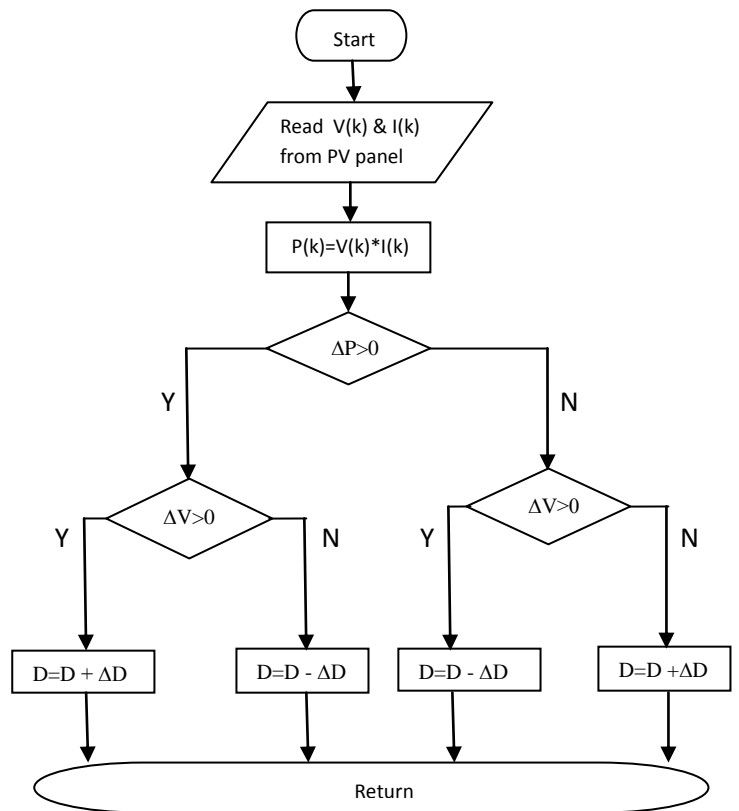 Start
Read V(k) & I(k)
from PV panel
P(k)=V(k)*I(k)
ΔP>0
Y
N
ΔV>0
ΔV>0
Y
N
Y
N
D=D + ΔD
D=D - ΔD
D=D - ΔD
D=D +ΔD
Return